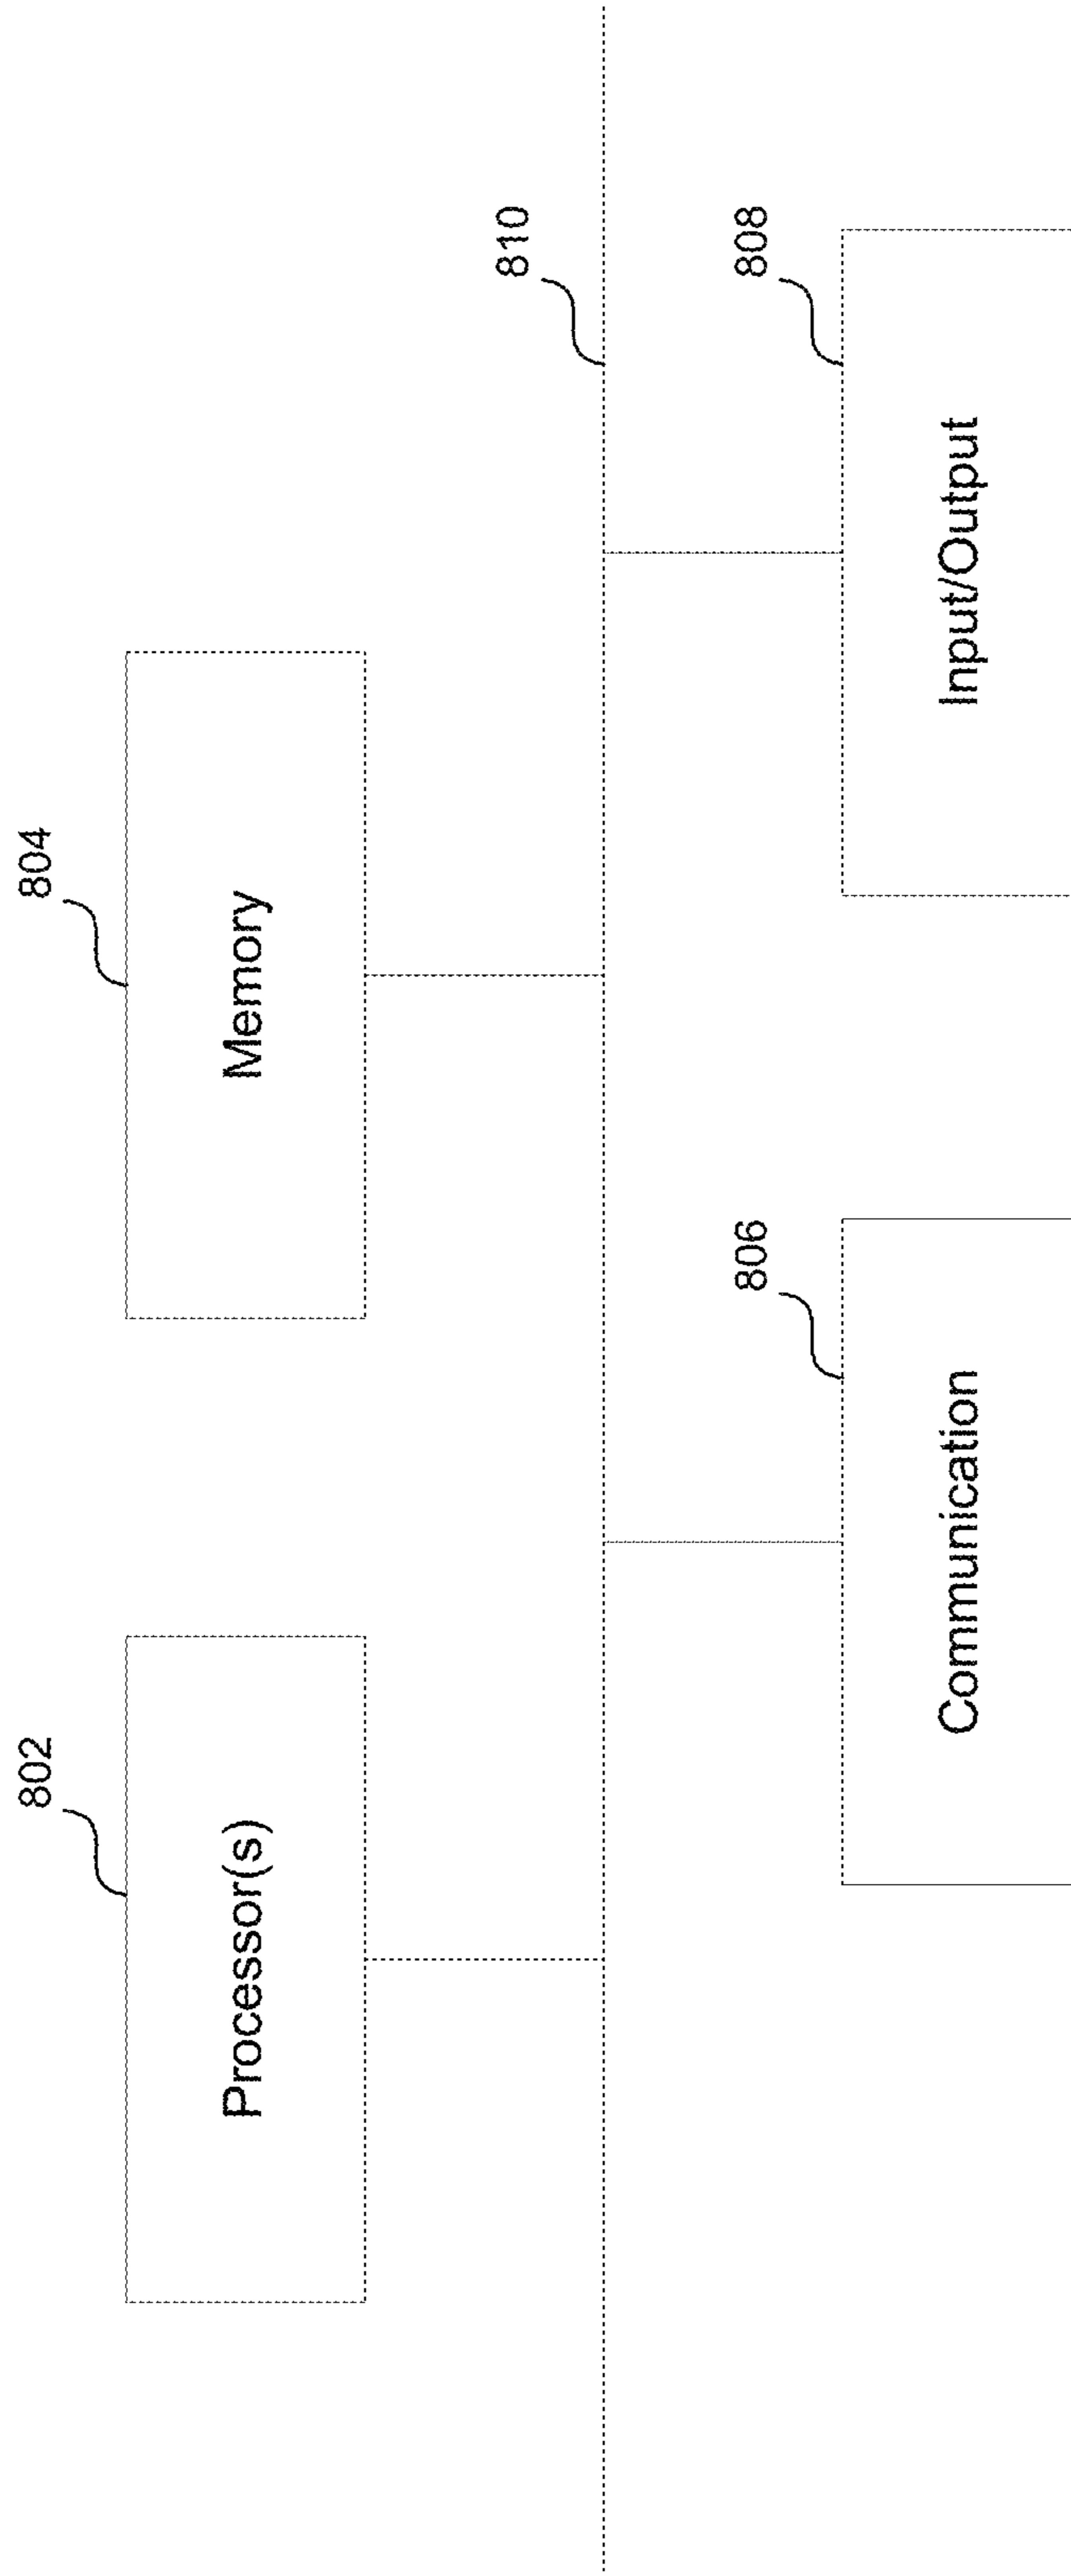 802
Processor(s)
804
Memory
810
806
Communication
808
Input/Output